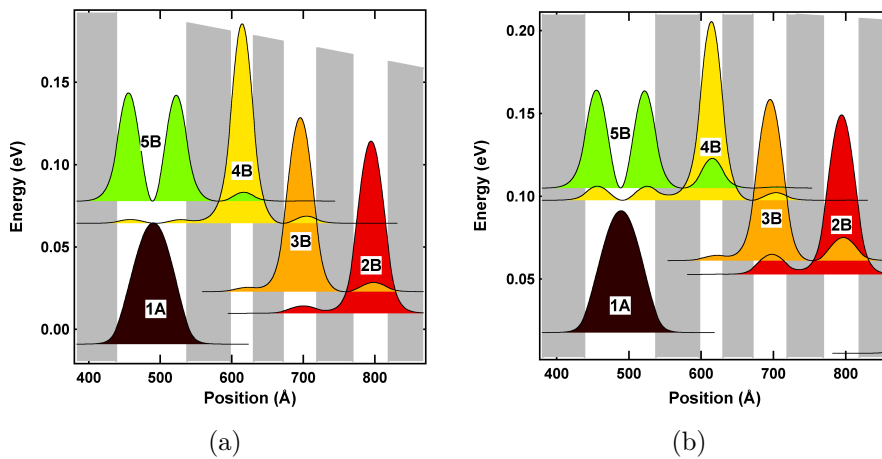 0.15
0.10
0.05
0.00
Energy (eV)
5B
4B
3B
2B
1A
400 500 600 700 800
Position (Å)
(a)
0.20
0.15
0.10
0.05
Energy (eV)
5B
4B
3B
2B
1A
400 500 600 700 800
Position (Å)
(b)